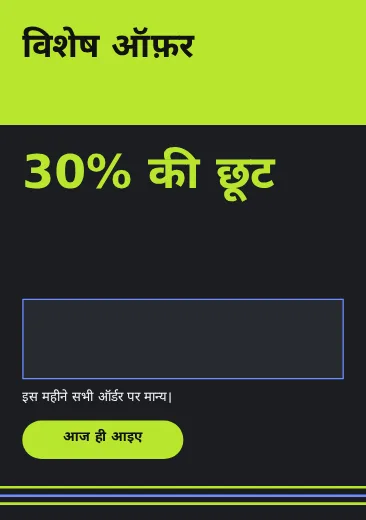 विशेष ऑफ़र
30% की छूट
इस महीने सभी ऑर्डर पर मान्य|
आज ही आइए